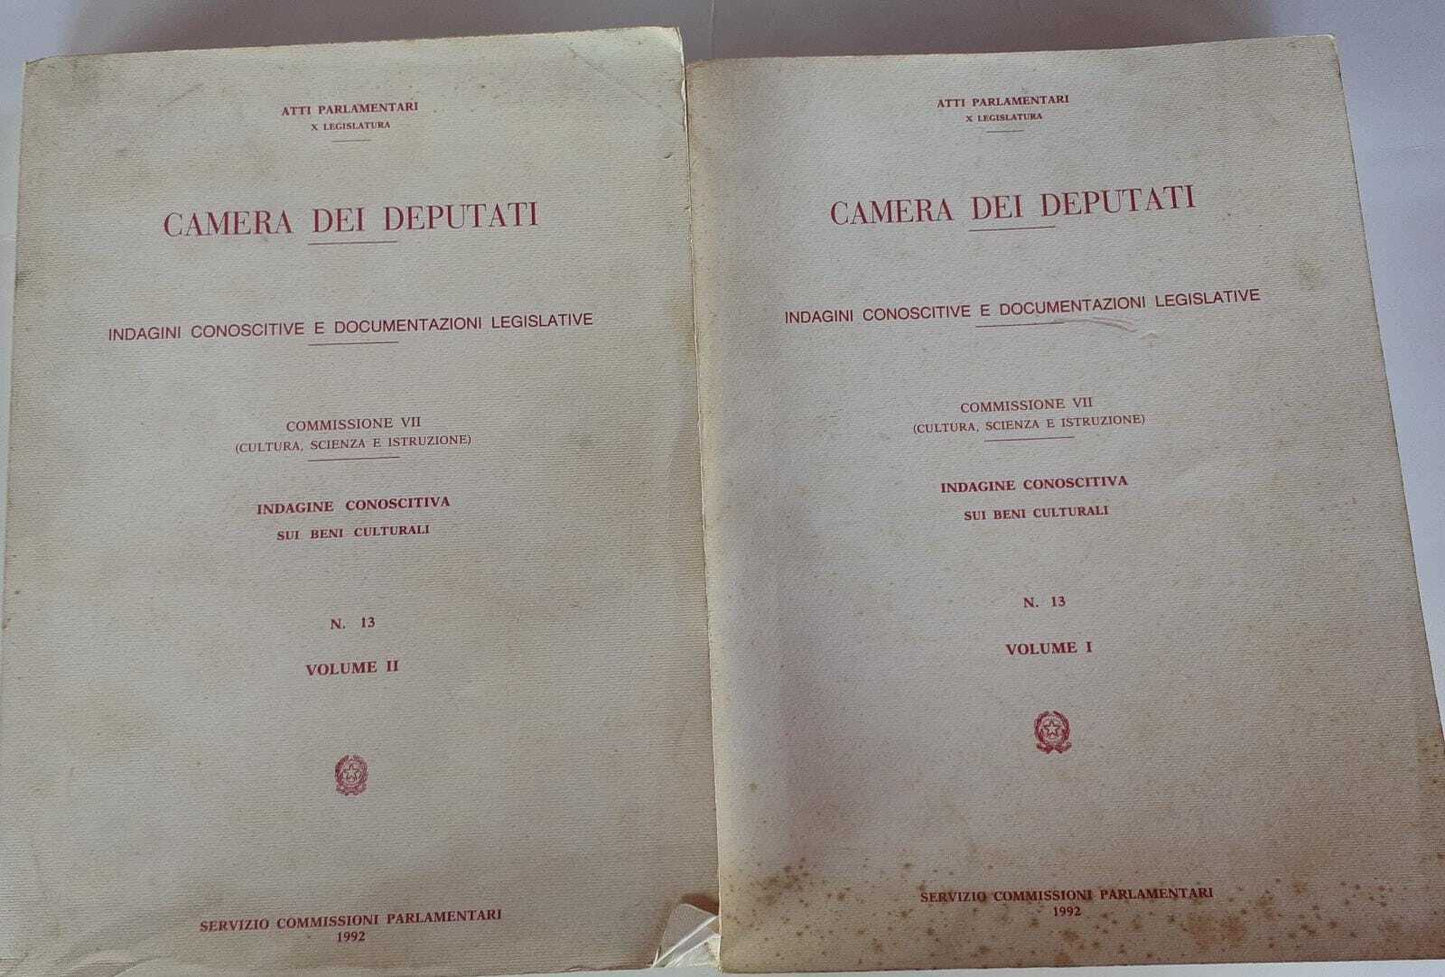 ATTI PARLAMENTARI
X LEGISLATURA
CAMERA DEI DEPUTATI
INDAGINI CONOSCITIVE E DOCUMENTAZIONI LEGISLATIVE
COMMISSIONE VII
(CULTURA, SCIENZA E ISTRUZIONE)
INDAGINE CONOSCITIVA
SUI BENI CULTURALI
N. 13
VOLUME II
SERVIZIO COMMISSIONI PARLAMENTARI
1992
ATTI PARLAMENTARI
X LEGISLATURA
CAMERA DEI DEPUTATI
INDAGINI CONOSCITIVE E DOCUMENTAZIONI LEGISLATIVE
COMMISSIONE VII
(CULTURA, SCIENZA E ISTRUZIONE)
INDAGINE CONOSCITIVA
SUI BENI CULTURALI
N. 13
VOLUME I
SERVIZIO COMMISSIONI PARLAMENTARI
1992